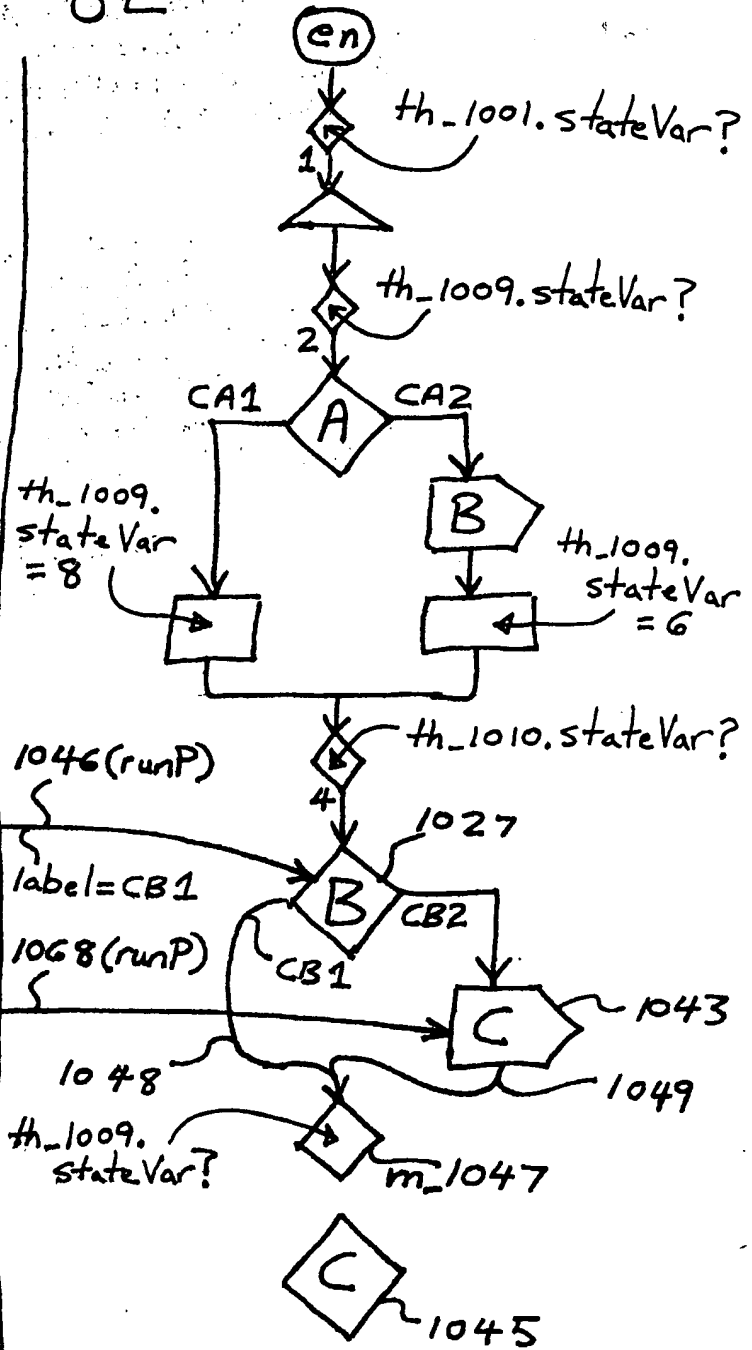 en
th_1001.stateVar?
1
th_1009.stateVar?
2
CA1
CA2
A
th_1009.
stateVar
= 8
B
th_1009.
stateVar
= 6
th_1010.stateVar?
4
1046(runP)
1027
label=CB1
B
CB2
CB1
1068(runP)
C
1043
1048
1049
th_1009.
stateVar?
m_1047
C
1045